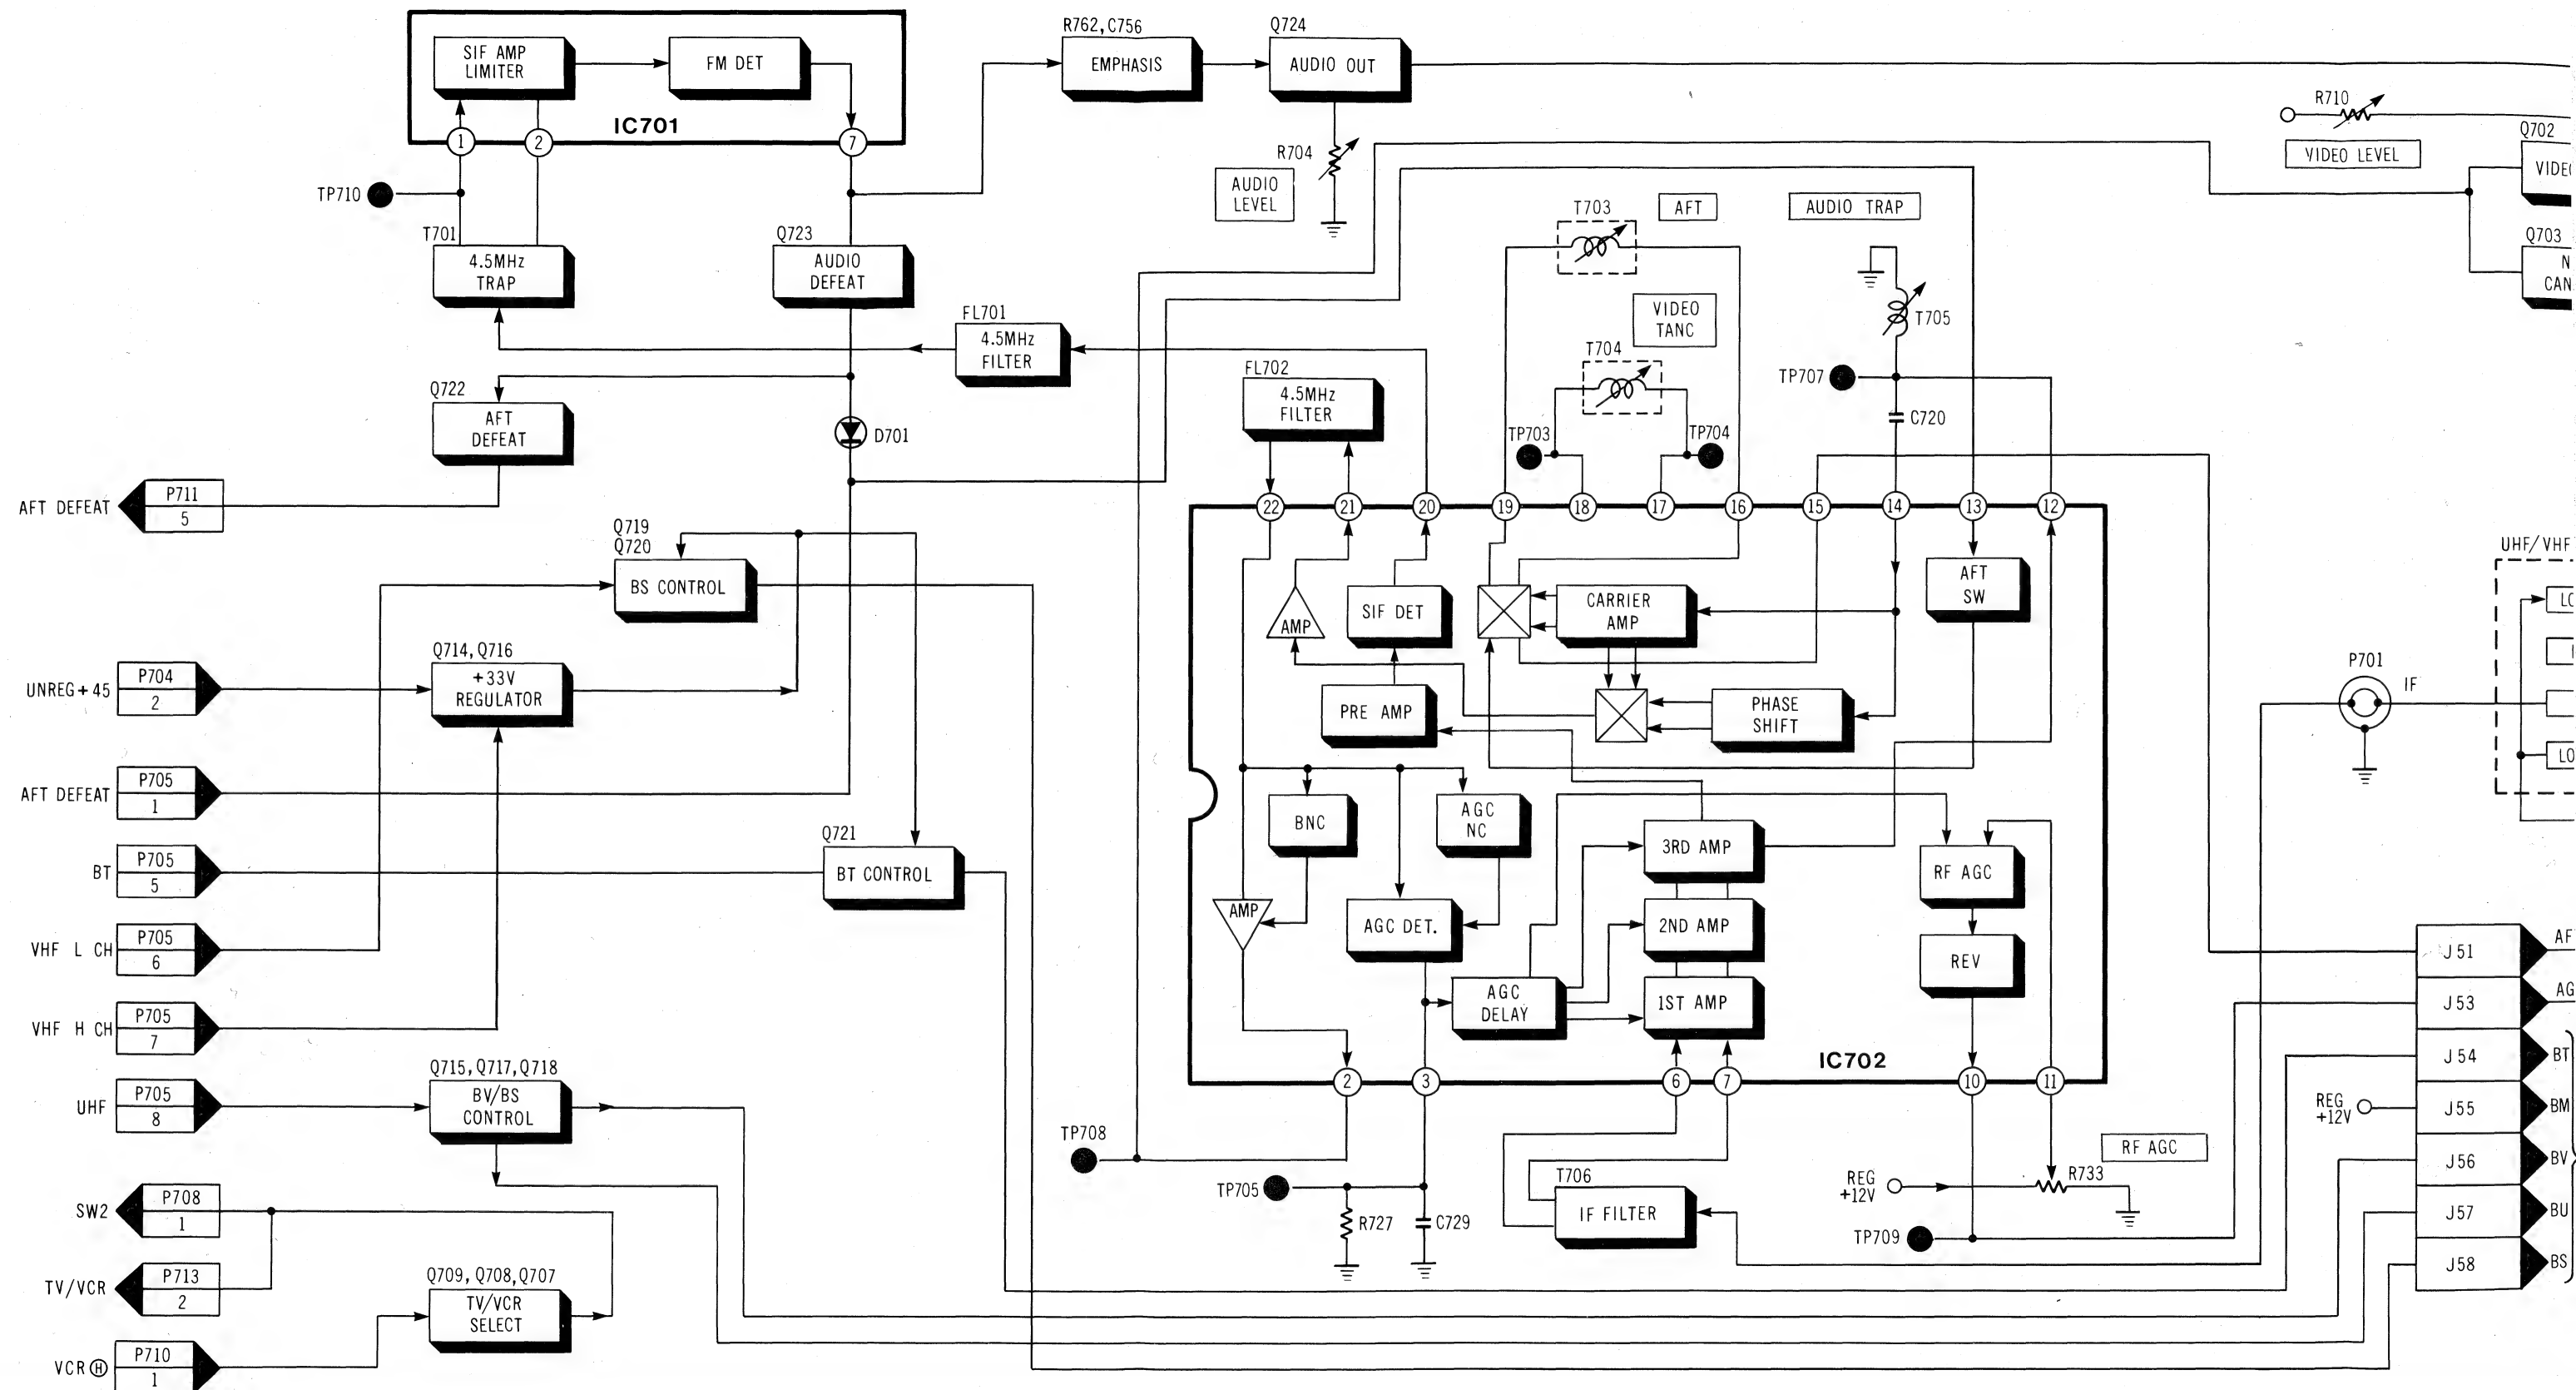 SIF AMP
LIMITER
FM DET
IC701
1
2
7
R762, C756
EMPHASIS
Q724
AUDIO OUT
R704
AUDIO
LEVEL
R710
VIDEO LEVEL
Q702
Q703
TP710
T701
4.5MHz
TRAP
Q723
AUDIO
DEFEAT
FL701
4.5MHz
FILTER
T703
AFT
AUDIO TRAP
VIDEO
TANC
T704
T705
TP707
C720
TP703
TP704
FL702
4.5MHz
FILTER
Q722
AFT
DEFEAT
D701
AFT DEFEAT
P711
5
Q719
Q720
BS CONTROL
UNREG+45
P704
2
Q714, Q716
+33V
REGULATOR
AFT DEFEAT
P705
1
BT
P705
5
Q721
BT CONTROL
VHF L CH
P705
6
VHF H CH
P705
7
UHF
P705
8
Q715, Q717, Q718
BV/BS
CONTROL
SW2
P708
1
TV/VCR
P713
2
Q709, Q708, Q707
TV/VCR
SELECT
VCR Ⓗ
P710
1
22
21
20
19
18
17
16
15
14
13
12
AMP
SIF DET
CARRIER
AMP
AFT
SW
PRE AMP
PHASE
SHIFT
BNC
AGC
NC
3RD AMP
RF AGC
AMP
AGC DET.
2ND AMP
REV
AGC
DELAY
1ST AMP
IC702
2
3
6
7
10
11
TP708
TP705
R727
C729
T706
IF FILTER
REG
+12V
R733
RF AGC
TP709
UHF/VHF
P701
IF
J51
J53
J54
BT
REG
+12V
J55
BM
J56
BV
J57
BU
J58
BS